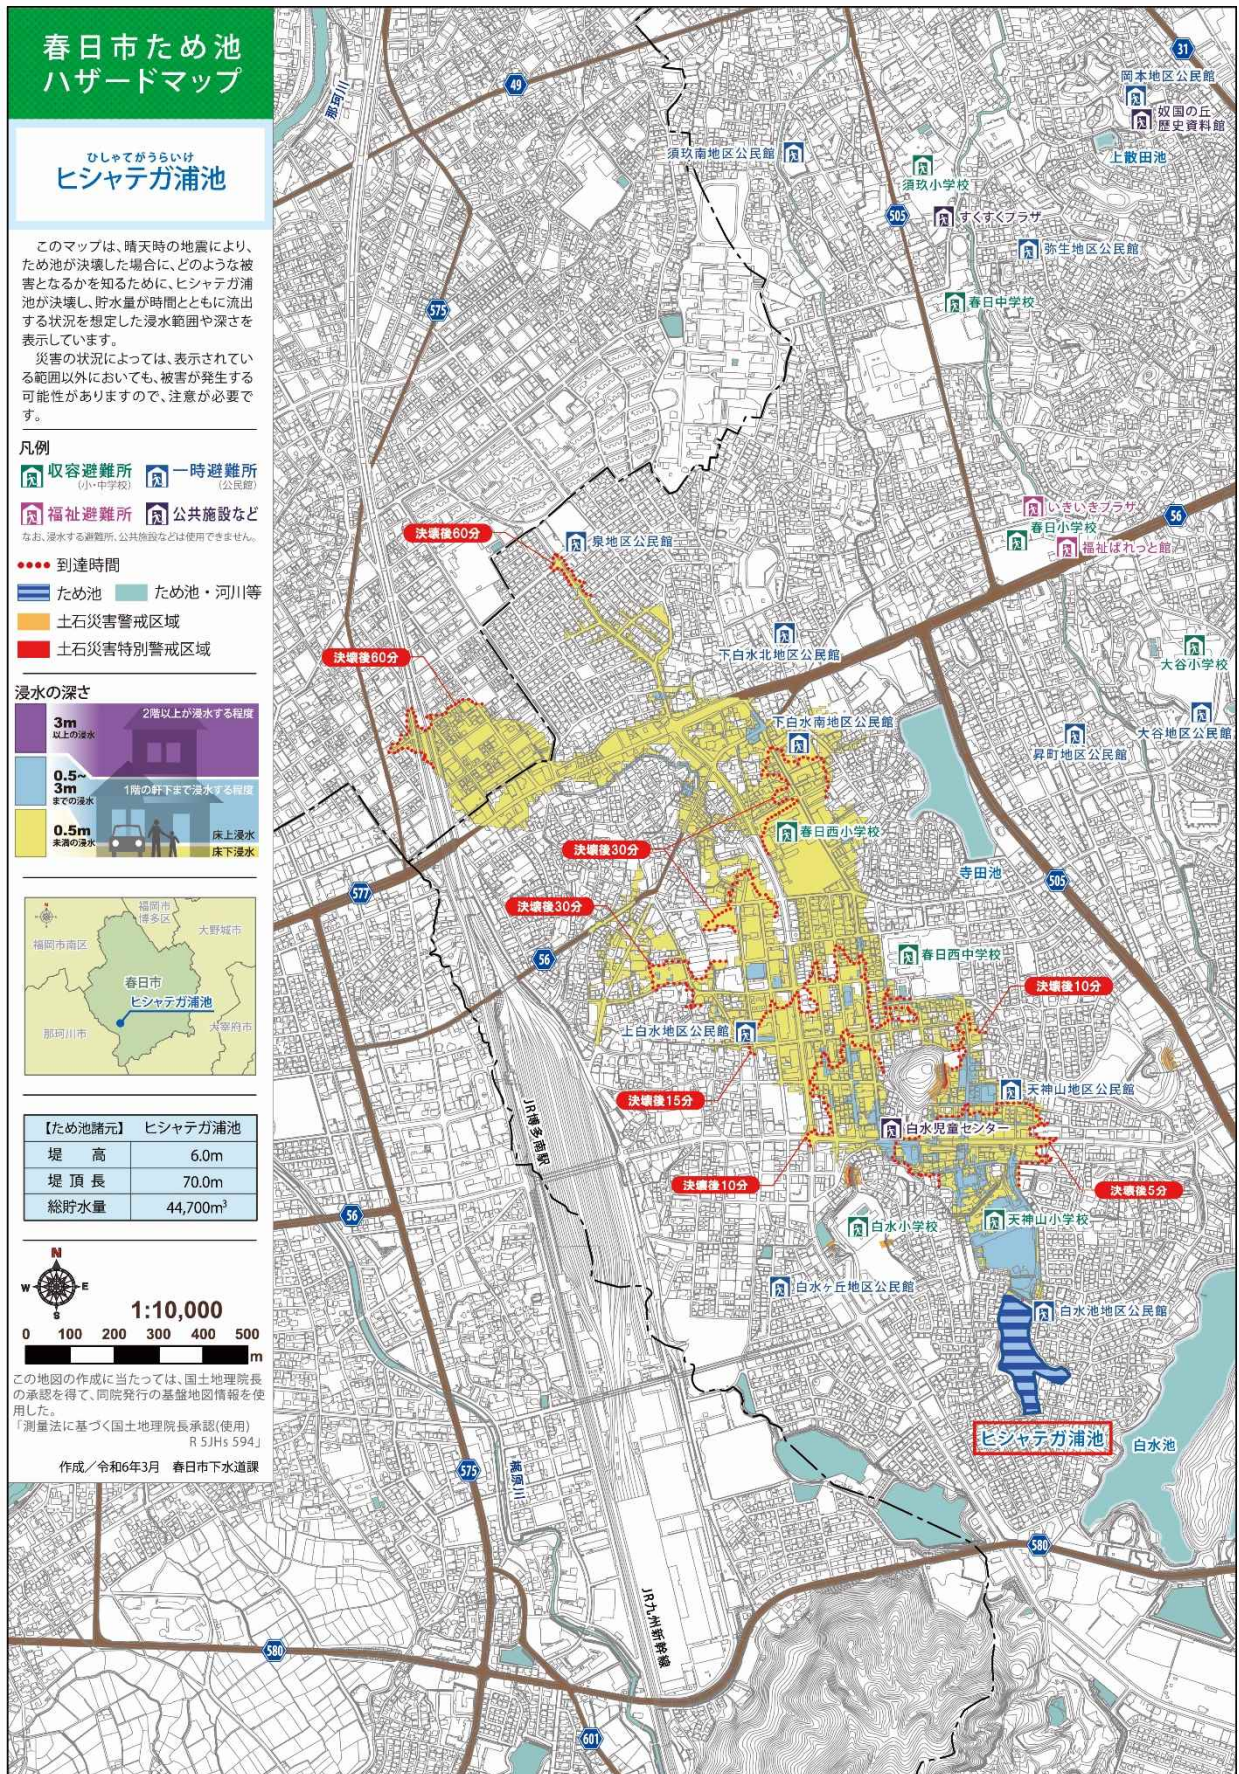 春日市ため池
ハザードマップ
ひしゃてがうらいけ
ヒシャテガ浦池
このマップは、晴天時の地震により、
ため池が決壊した場合に、どのような被
害となるかを知るために、ヒシャテガ浦
池が決壊し、貯水量が時間とともに流出
する状況を想定した浸水範囲や深さを
表示しています。
災害の状況によっては、表示されてい
る範囲以外においても、被害が発生する
可能性がありますので、注意が必要で
す。
凡例
収容避難所
(小・中学校)
一時避難所
(公民館)
福祉避難所
公共施設など
なお、浸水する避難所、公共施設などは使用できません。
到達時間
ため池
ため池・河川等
土石災害警戒区域
土石災害特別警戒区域
浸水の深さ
3m
以上の浸水
2階以上が浸水する程度
0.5~
3m
までの浸水
1階の軒下まで浸水する程度
0.5m
未満の浸水
床上浸水
床下浸水
N
福岡市
博多区
福岡市南区
大野城市
春日市
ヒシャテガ浦池
那珂川市
太宰府市
【ため池諸元】 ヒシャテガ浦池
堤 高 6.0m
堤頂長 70.0m
総貯水量 44,700m³
N
W E
S
1:10,000
0 100 200 300 400 500
m
この地図の作成に当たっては、国土地理院長
の承認を得て、同院発行の基盤地図情報を使
用した。
「測量法に基づく国土地理院長承認(使用)
R 5JHs 594」
作成／令和6年3月 春日市下水道課
那珂川
49
31
岡本地区公民館
奴国の丘
歴史資料館
上散田池
須玖南地区公民館
須玖小学校
505
すくすくプラザ
弥生地区公民館
春日中学校
575
いきいきプラザ
春日小学校
56
福祉ぱれっと館
決壊後60分
泉地区公民館
下白水北地区公民館
大谷小学校
決壊後60分
下白水南地区公民館
大谷地区公民館
昇町地区公民館
春日西小学校
決壊後30分
寺田池
505
577
決壊後30分
56
春日西中学校
決壊後10分
上白水地区公民館
天神山地区公民館
決壊後15分
白水児童センター
JR博多南駅
決壊後10分
決壊後5分
56
白水小学校
天神山小学校
白水ヶ丘地区公民館
白水池地区公民館
ヒシャテガ浦池
白水池
575
梶原川
580
JR九州新幹線
580
601